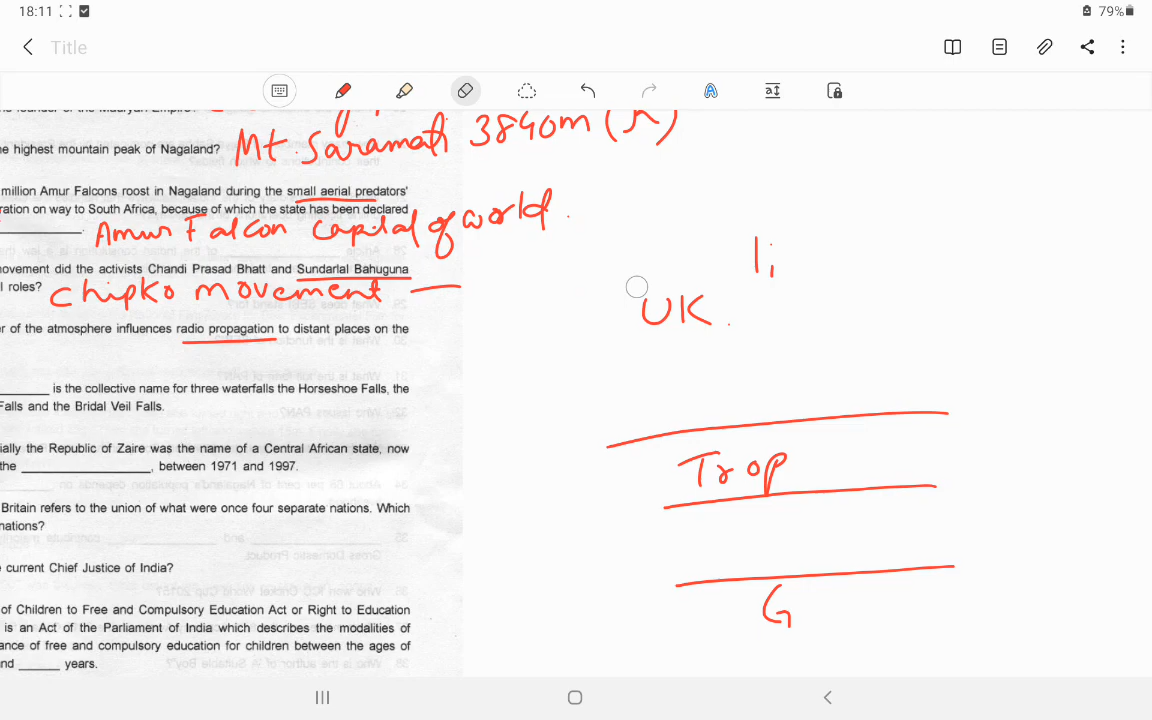 18:11 79%
Title
he founder of the Mauryan Empire?
Mt. Saramati 3840m (
he highest mountain peak of Nagaland?
million Amur Falcons roost in Nagaland during the small aerial predators'
ration on way to South Africa, because of which the state has been declared
__________. Amur Falcon capital of world.
ovement did the activists Chandi Prasad Bhatt and Sundarlal Bahuguna
l roles? Chipko movement —
UK.
er of the atmosphere influences radio propagation to distant places on the
________ is the collective name for three waterfalls the Horseshoe Falls, the
Falls and the Bridal Veil Falls.
ially the Republic of Zaire was the name of a Central African state, now
the ____________________, between 1971 and 1997.
Trop
Britain refers to the union of what were once four separate nations. Which
nations?
e current Chief Justice of India?
G
of Children to Free and Compulsory Education Act or Right to Education
is an Act of the Parliament of India which describes the modalities of
ance of free and compulsory education for children between the ages of
nd ______ years.